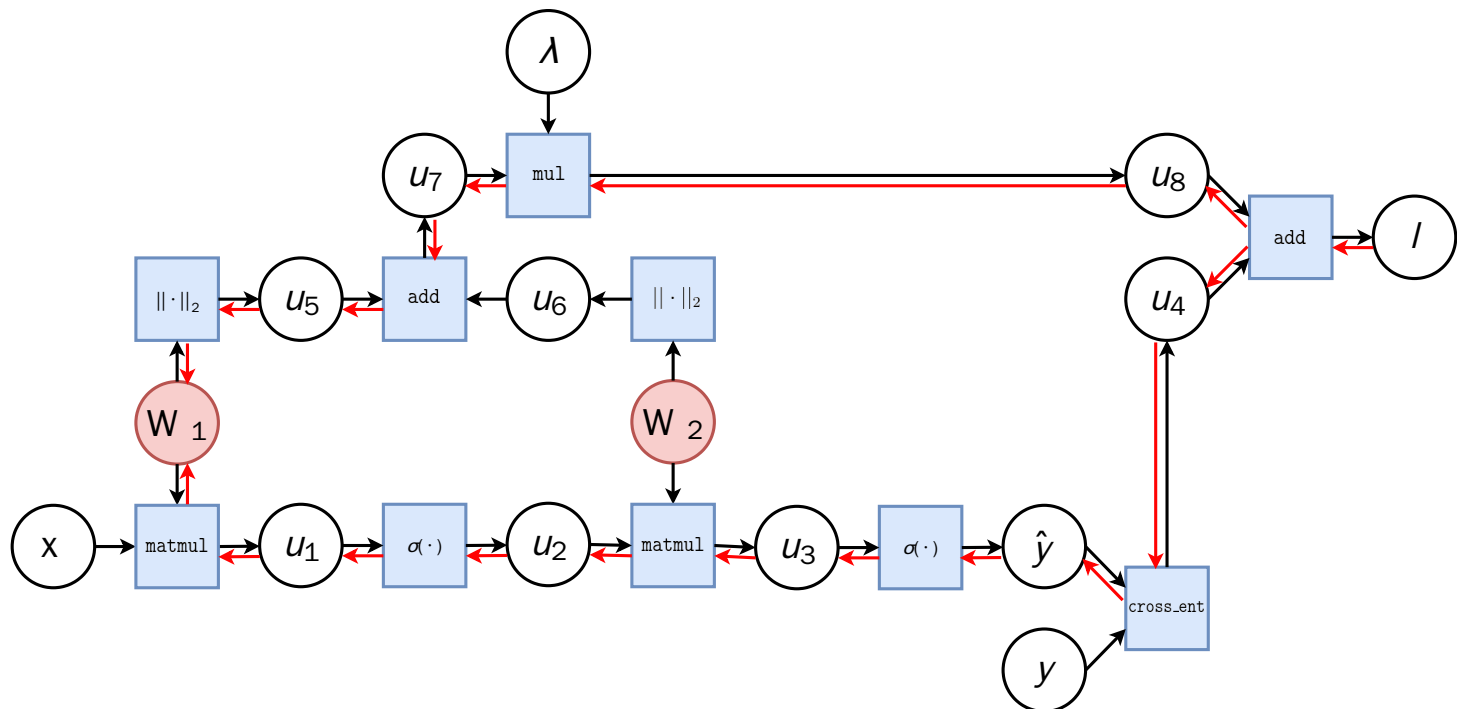 λ
u₇
mul
u₈
add
l
|| · ||₂
u₅
add
u₆
|| · ||₂
u₄
W ₁
W ₂
x
matmul
u₁
σ(·)
u₂
matmul
u₃
σ(·)
ŷ
cross_ent
y